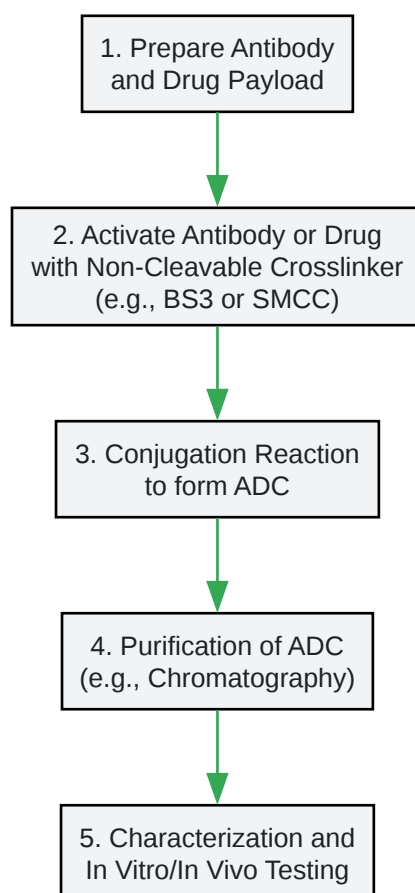 1. Prepare Antibody
and Drug Payload
2. Activate Antibody or Drug
with Non-Cleavable Crosslinker
(e.g., BS3 or SMCC)
3. Conjugation Reaction
to form ADC
4. Purification of ADC
(e.g., Chromatography)
5. Characterization and
In Vitro/In Vivo Testing